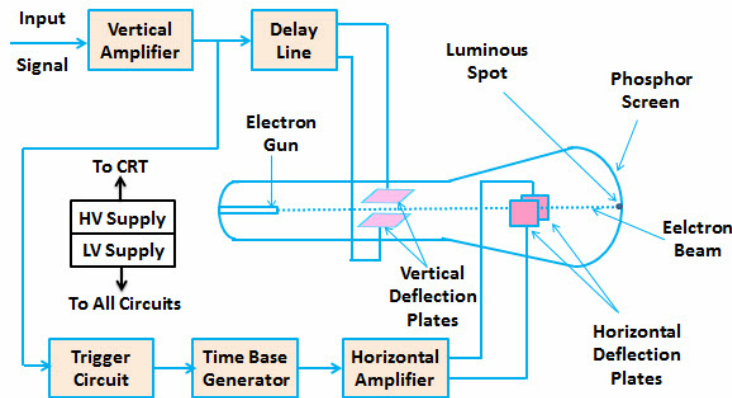 Input
Signal
Vertical
Amplifier
Delay
Line
Luminous
Spot
Phosphor
Screen
Electron
Gun
To CRT
HV Supply
LV Supply
To All Circuits
Vertical
Deflection
Plates
Eelctron
Beam
Horizontal
Deflection
Plates
Trigger
Circuit
Time Base
Generator
Horizontal
Amplifier